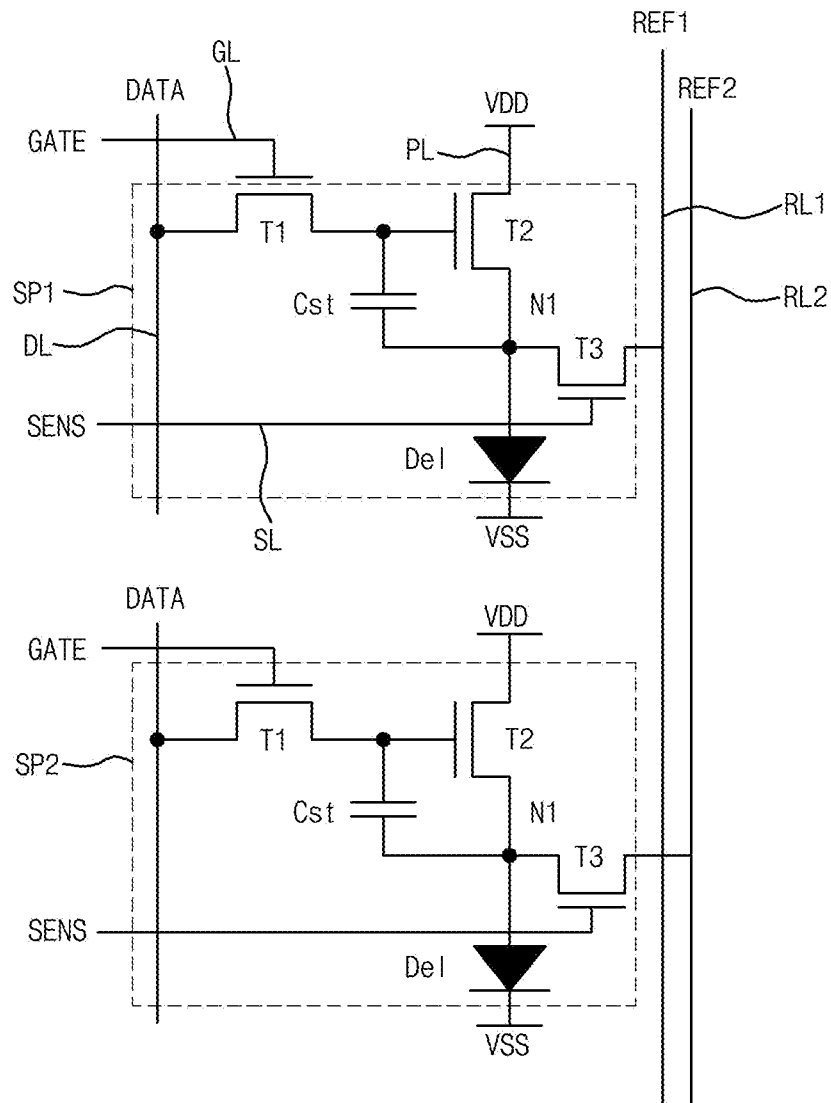 REF1
GL
DATA
REF2
VDD
GATE
PL
T1
T2
RL1
SP1
Cst
N1
RL2
DL
T3
SENS
Del
SL
VSS
DATA
VDD
GATE
T1
T2
SP2
Cst
N1
T3
SENS
Del
VSS